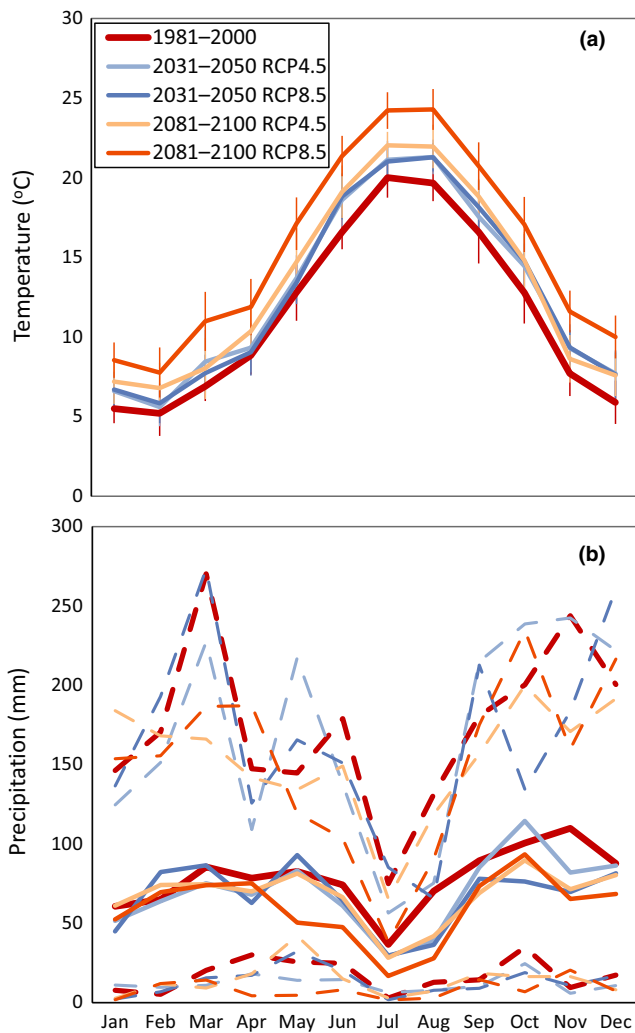 30
(a)
1981–2000
2031–2050 RCP4.5
25
2031–2050 RCP8.5
2081–2100 RCP4.5
2081–2100 RCP8.5
20
Temperature (°C)
15
10
5
0
300
(b)
250
200
Precipitation (mm)
150
100
50
0
Jan Feb Mar Apr May Jun Jul Aug Sep Oct Nov Dec